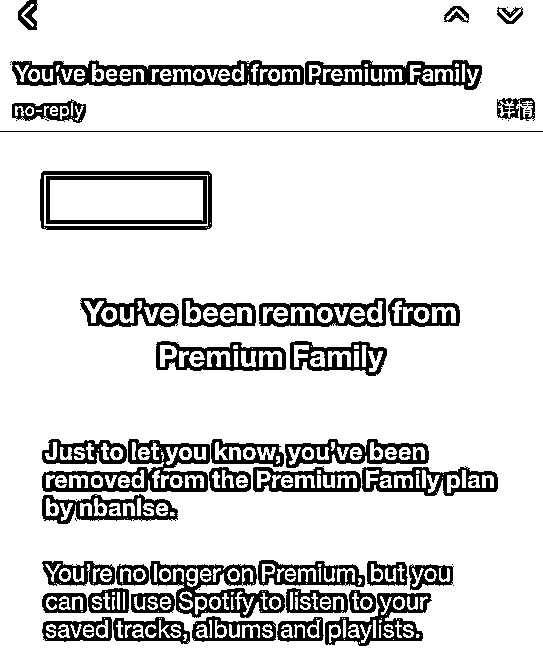 You've been removed from Premium Family
no-reply
详情
You've been removed from
Premium Family
Just to let you know, you've been
removed from the Premium Family plan
by nbanlse.
You're no longer on Premium, but you
can still use Spotify to listen to your
saved tracks, albums and playlists.